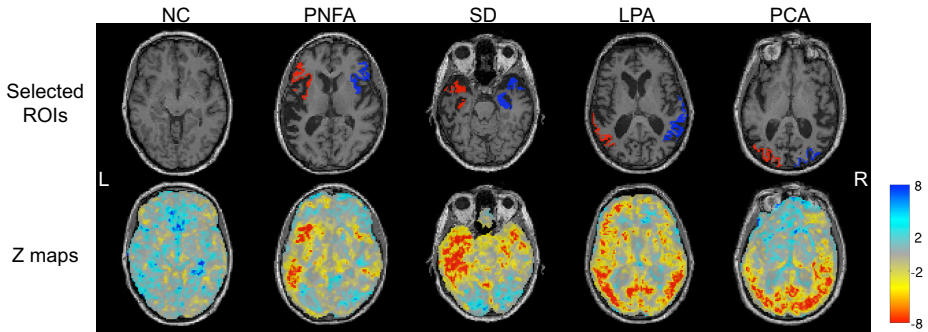 NC PNFA SD LPA PCA
Selected
ROIs
L R
8
Z maps
2
-2
-8